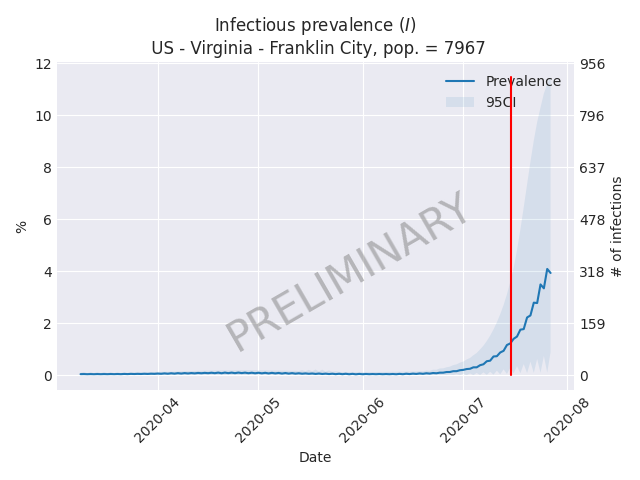 Infectious prevalence (I)
US - Virginia - Franklin City, pop. = 7967
12
10
8
6
4
2
0
%
956
796
637
478
318
159
0
# of infections
Prevalence
95CI
PRELIMINARY
2020-04
2020-05
2020-06
2020-07
2020-08
Date